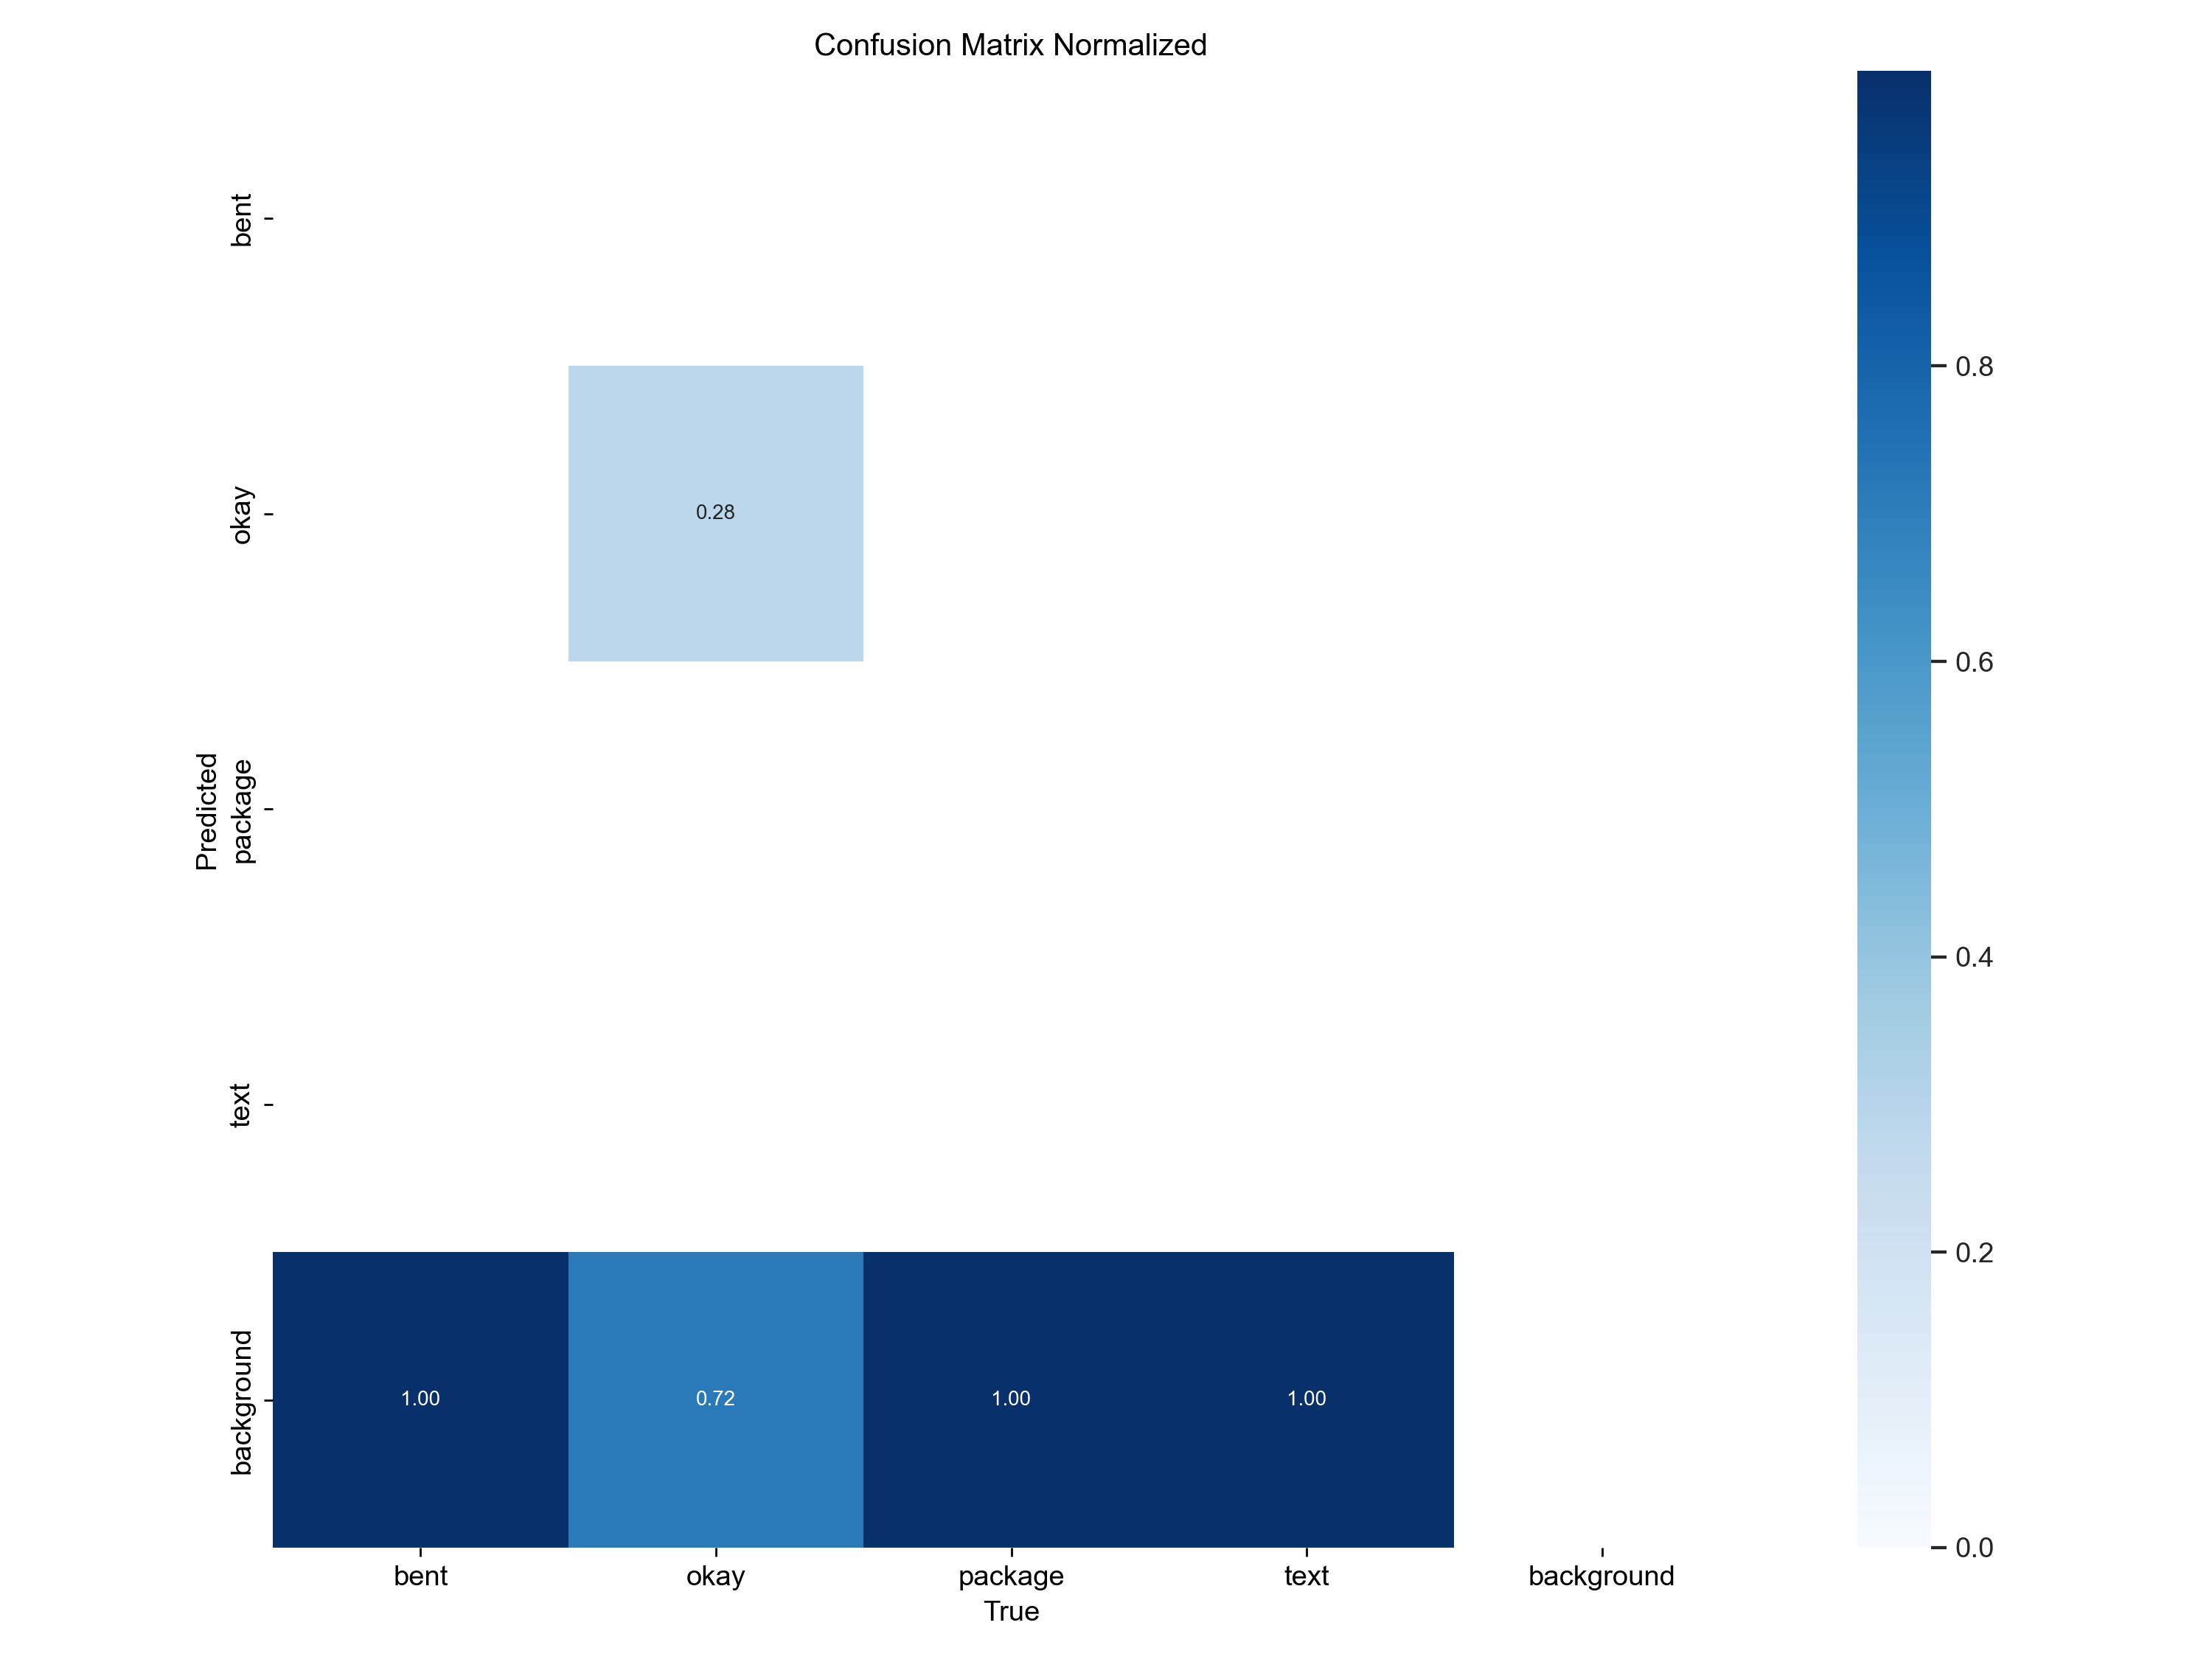 Confusion Matrix Normalized
bent
okay
package
text
background
Predicted
0.28
1.00
0.72
1.00
1.00
bent
okay
package
text
background
True
0.8
0.6
0.4
0.2
0.0